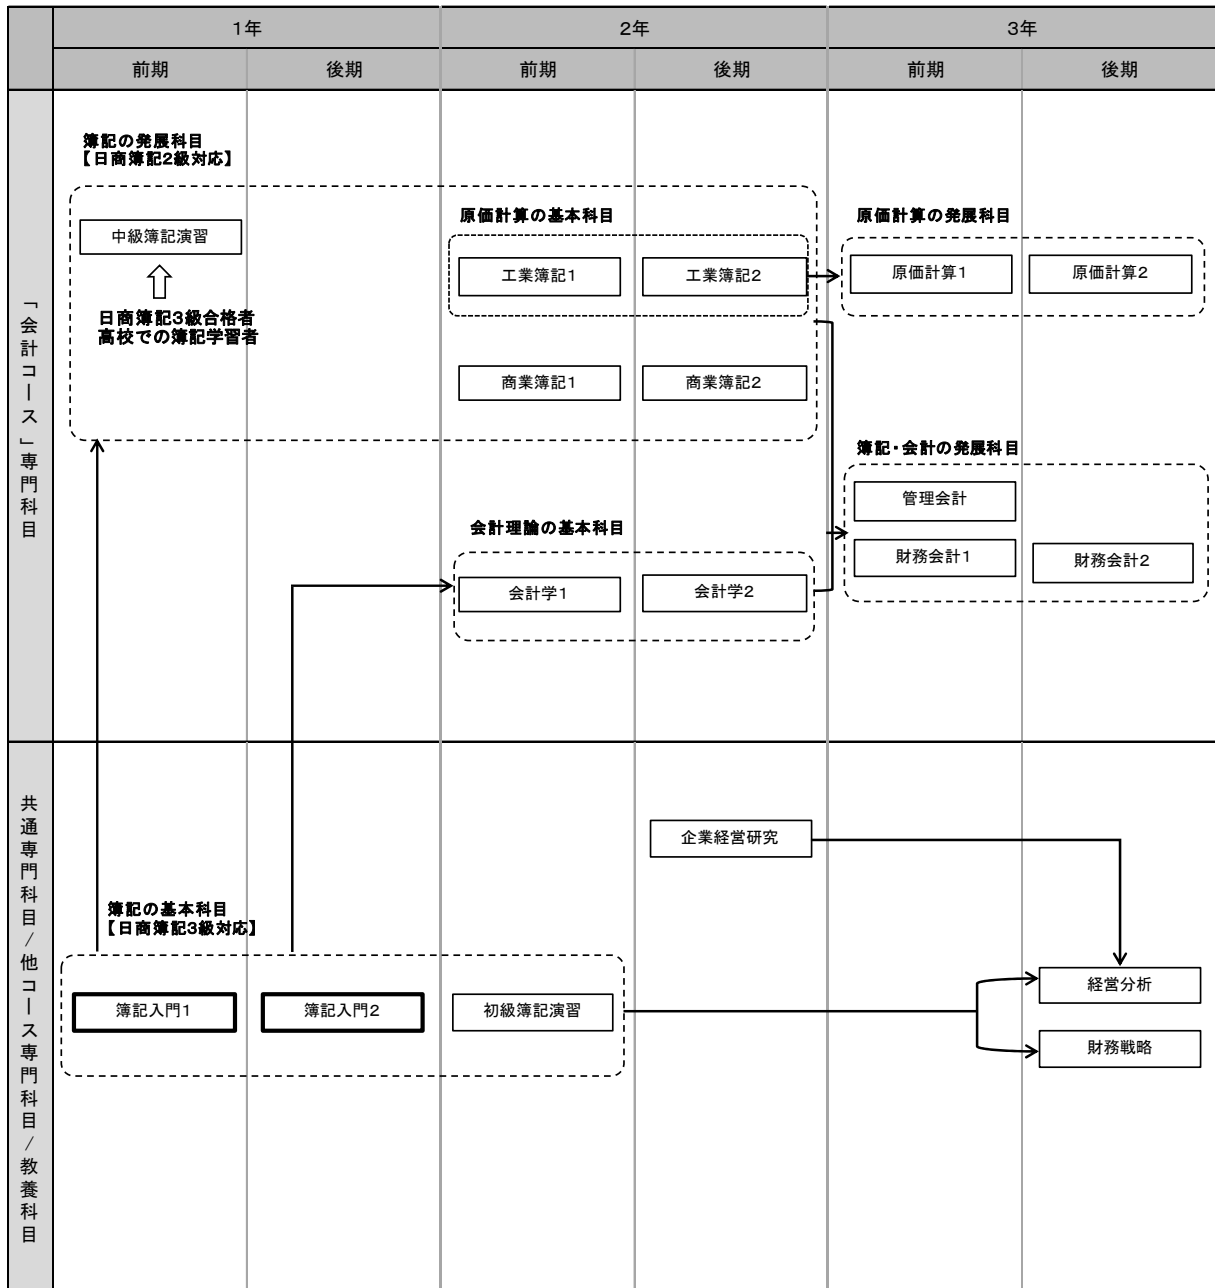 1年
2年
3年
前期
後期
前期
後期
前期
後期
「会計コース」専門科目
簿記の発展科目
【日商簿記2級対応】
中級簿記演習
日商簿記3級合格者
高校での簿記学習者
原価計算の基本科目
工業簿記1
工業簿記2
商業簿記1
商業簿記2
原価計算の発展科目
原価計算1
原価計算2
会計理論の基本科目
会計学1
会計学2
簿記・会計の発展科目
管理会計
財務会計1
財務会計2
共通専門科目/他コース専門科目/教養科目
企業経営研究
簿記の基本科目
【日商簿記3級対応】
簿記入門1
簿記入門2
初級簿記演習
経営分析
財務戦略